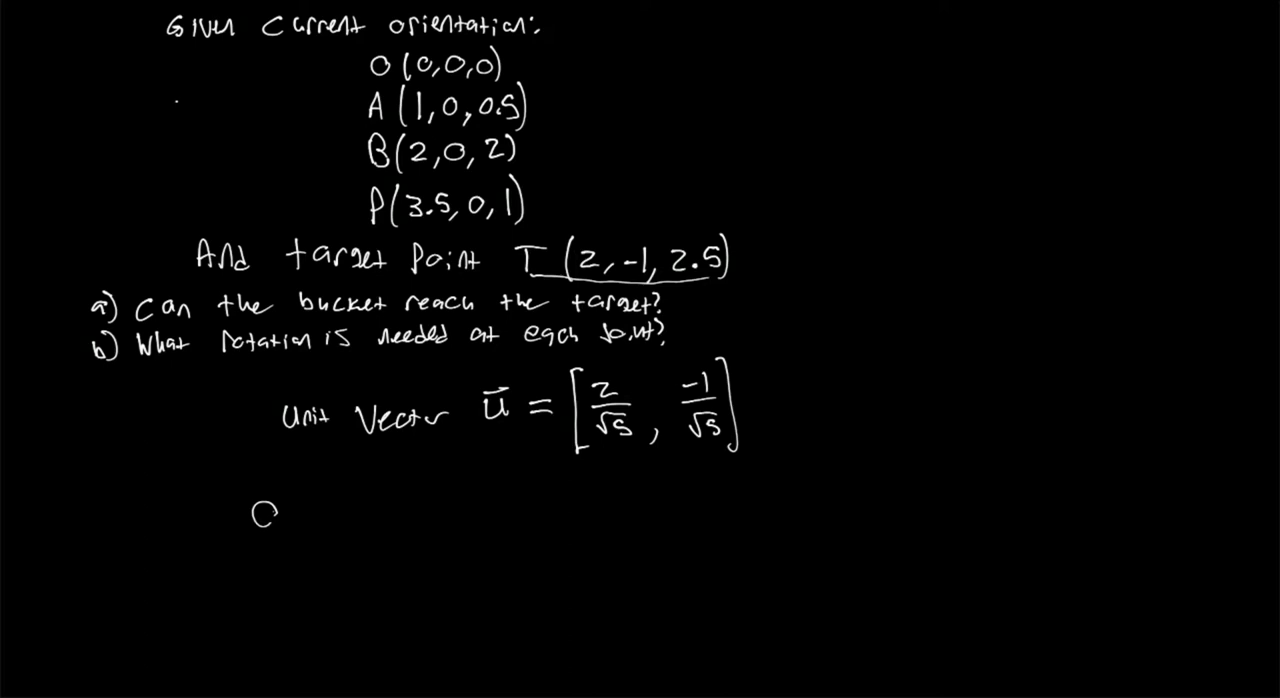 Given current orientation:
O (0,0,0)
A (1, 0, 0.5)
B (2, 0, 2)
P (3.5, 0, 1)
And target point T (2, -1, 2.5)
a) Can the bucket reach the target?
b) What rotation is needed at each joint?
Unit Vector u⃗ = [2/√5, -1/√5]
O